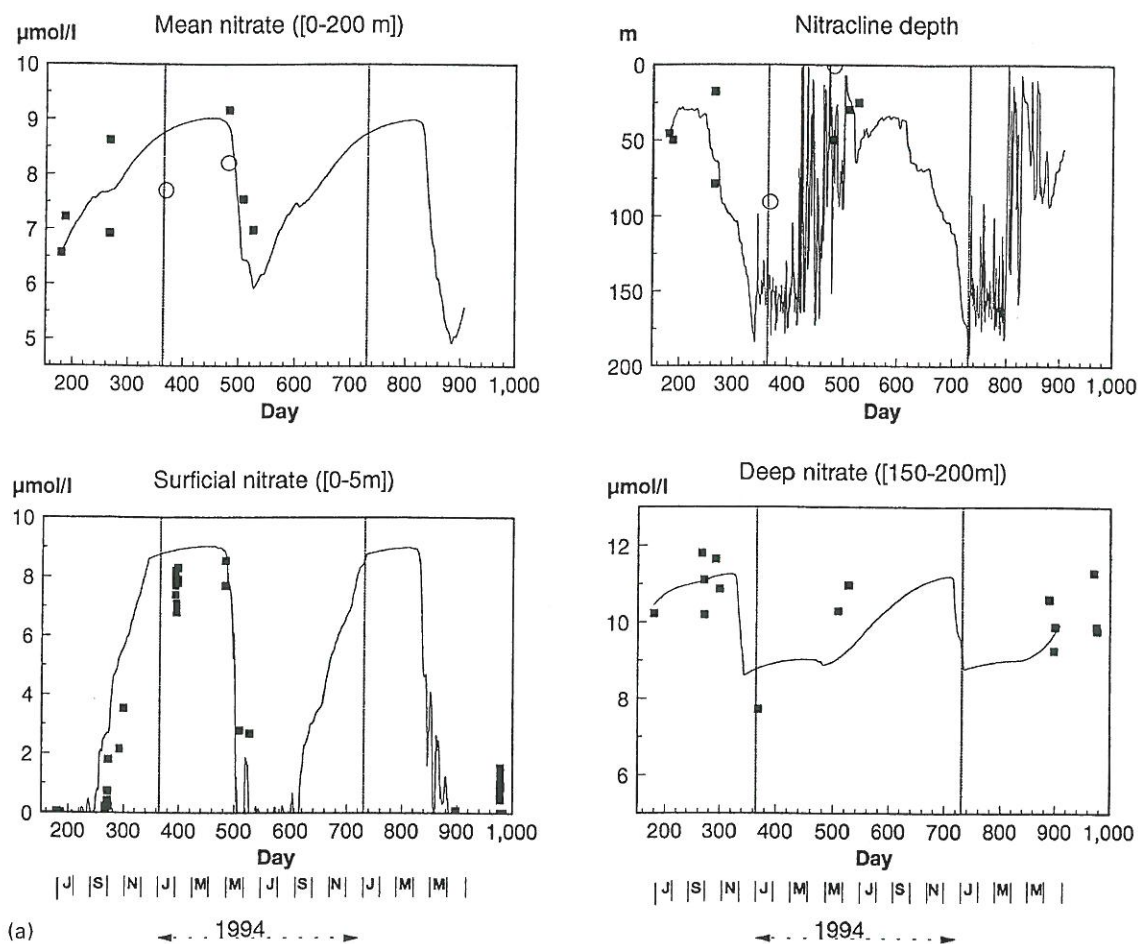 Mean nitrate ([0-200 m])
µmol/l
10
9
8
7
6
5
200 300 400 500 600 700 800 900 1,000
Day
Nitracline depth
m
0
50
100
150
200
200 300 400 500 600 700 800 900 1,000
Day
Surficial nitrate ([0-5m])
µmol/l
10
8
6
4
2
0
200 300 400 500 600 700 800 900 1,000
Day
|J| |S| |N| |J| |M| |M| |J| |S| |N| |J| |M| |M| |
(a)
1994
Deep nitrate ([150-200m])
µmol/l
12
10
8
6
200 300 400 500 600 700 800 900 1,000
Day
|J| |S| |N| |J| |M| |M| |J| |S| |N| |J| |M| |M| |
1994